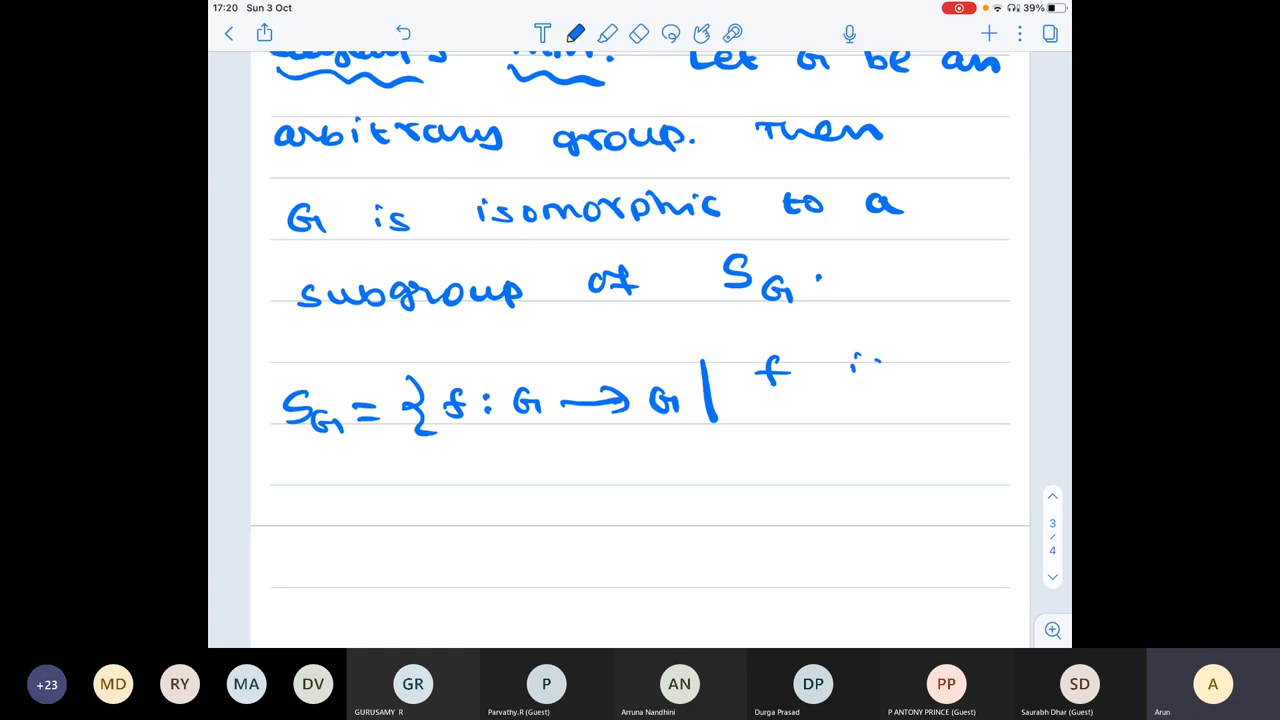 17:20 Sun 3 Oct
39%
Let G be an
arbitrary group. Then
G is isomorphic to a
subgroup of S_G.
S_G = { f : G ⟶ G | f i
3
/
4
+23
MD
RY
MA
DV
GR
P
AN
DP
PP
SD
A
GURUSAMY R
Parvathy.R (Guest)
Arruna Nandhini
Durga Prasad
P ANTONY PRINCE (Guest)
Saurabh Dhar (Guest)
Arun